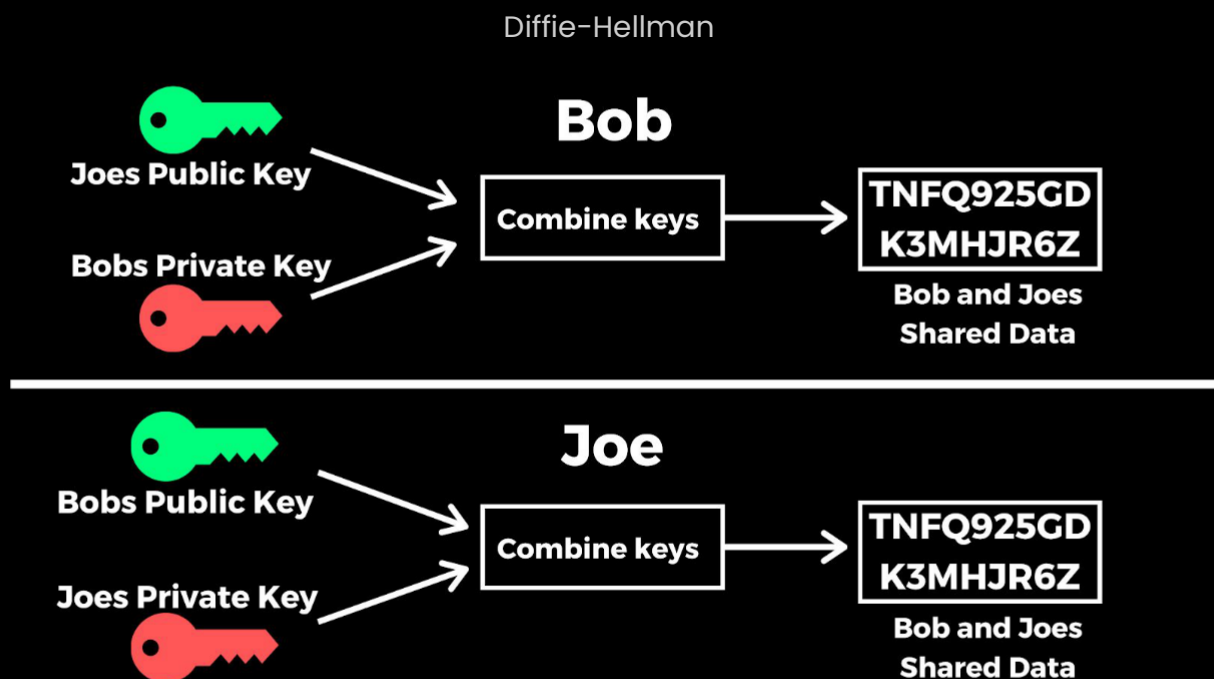 Diffie-Hellman
Bob
Joes Public Key
Combine keys
TNFQ925GD
K3MHJR6Z
Bobs Private Key
Bob and Joes
Shared Data
Joe
Bobs Public Key
Combine keys
TNFQ925GD
K3MHJR6Z
Joes Private Key
Bob and Joes
Shared Data